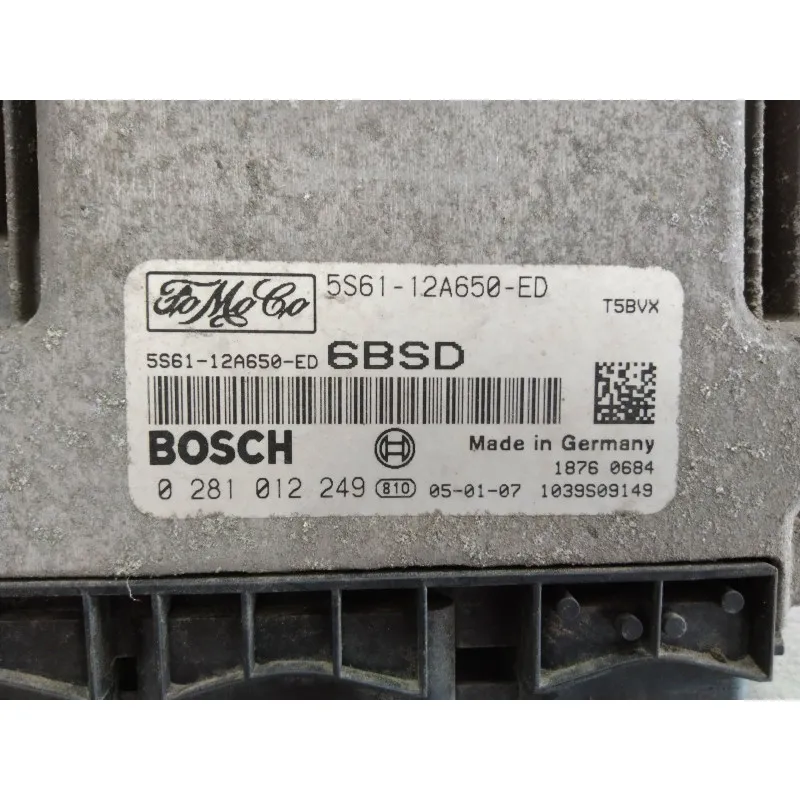 FoMoCo 5S61-12A650-ED
T5BVX
5S61-12A650-ED 6BSD
BOSCH Made in Germany
1876 0684
0 281 012 249 810 05-01-07 1039S09149